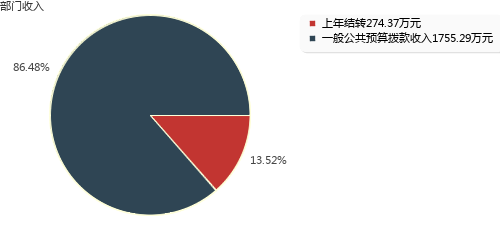 部门收入
上年结转274.37万元
一般公共预算拨款收入1755.29万元
86.48%
13.52%